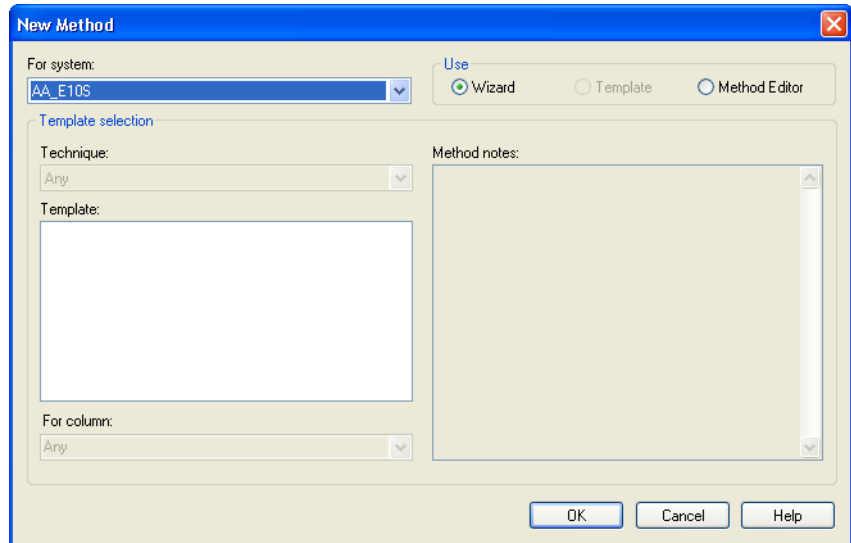 New Method
For system:
AA_E10S
Use
Wizard
Template
Method Editor
Template selection
Technique:
Any
Template:
For column:
Any
Method notes:
OK
Cancel
Help